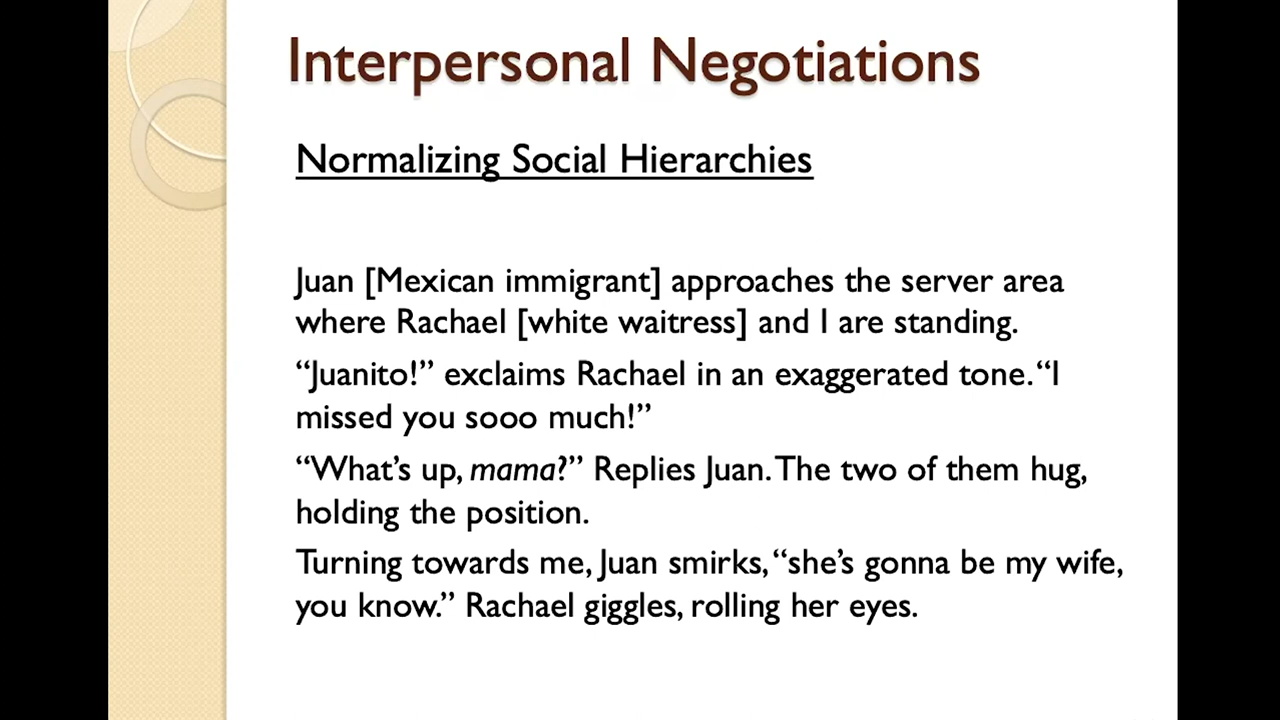 Interpersonal Negotiations
Normalizing Social Hierarchies
Juan [Mexican immigrant] approaches the server area
where Rachael [white waitress] and I are standing.
“Juanito!” exclaims Rachael in an exaggerated tone. “I
missed you sooo much!”
“What’s up, mama?” Replies Juan. The two of them hug,
holding the position.
Turning towards me, Juan smirks, “she’s gonna be my wife,
you know.” Rachael giggles, rolling her eyes.